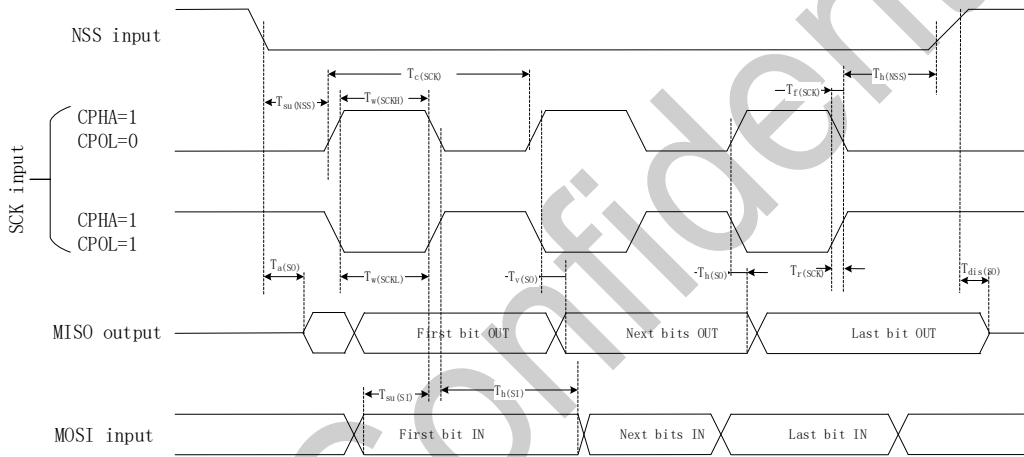 NSS input
Tc(SCK)
Th(NSS)
Tsu(NSS)
Tw(SCKH)
Tf(SCK)
SCK input
CPHA=1
CPOL=0
CPHA=1
CPOL=1
Ta(SO)
Tw(SCKL)
Tv(SO)
Th(SO)
Tr(SCK)
Tdis(SO)
MISO output
First bit OUT
Next bits OUT
Last bit OUT
Tsu(SI)
Th(SI)
MOSI input
First bit IN
Next bits IN
Last bit IN
Confident